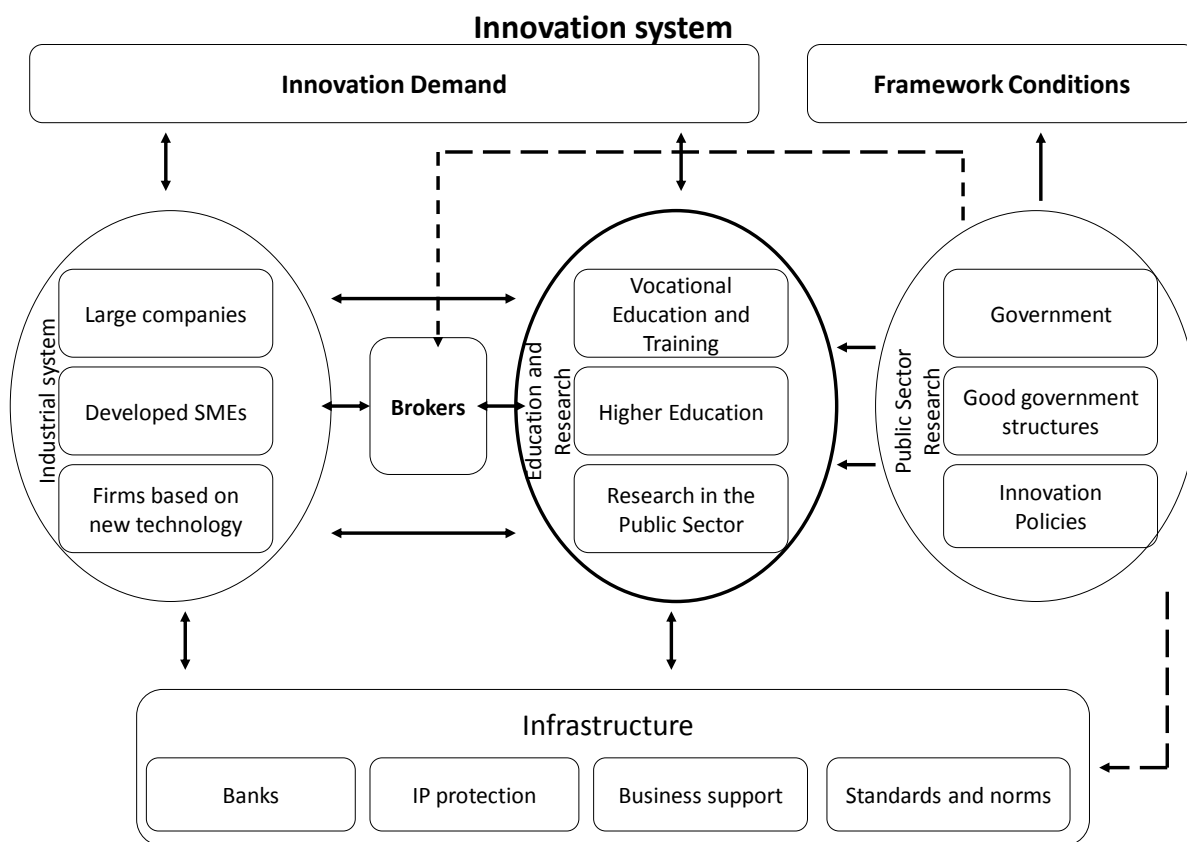 Innovation system
Innovation Demand
Framework Conditions
Industrial system
Large companies
Developed SMEs
Firms based on
new technology
Brokers
Education and
Research
Vocational
Education and
Training
Higher Education
Research in the
Public Sector
Public Sector
Research
Government
Good government
structures
Innovation
Policies
Infrastructure
Banks
IP protection
Business support
Standards and norms